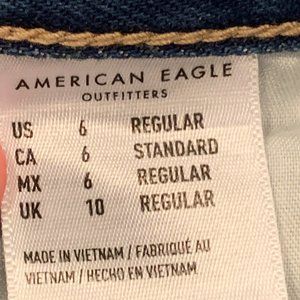 AMERICAN EAGLE
OUTFITTERS
US 6 REGULAR
CA 6 STANDARD
MX 6 REGULAR
UK 10 REGULAR
MADE IN VIETNAM / FABRIQUÉ AU
VIETNAM / HECHO EN VIETNAM